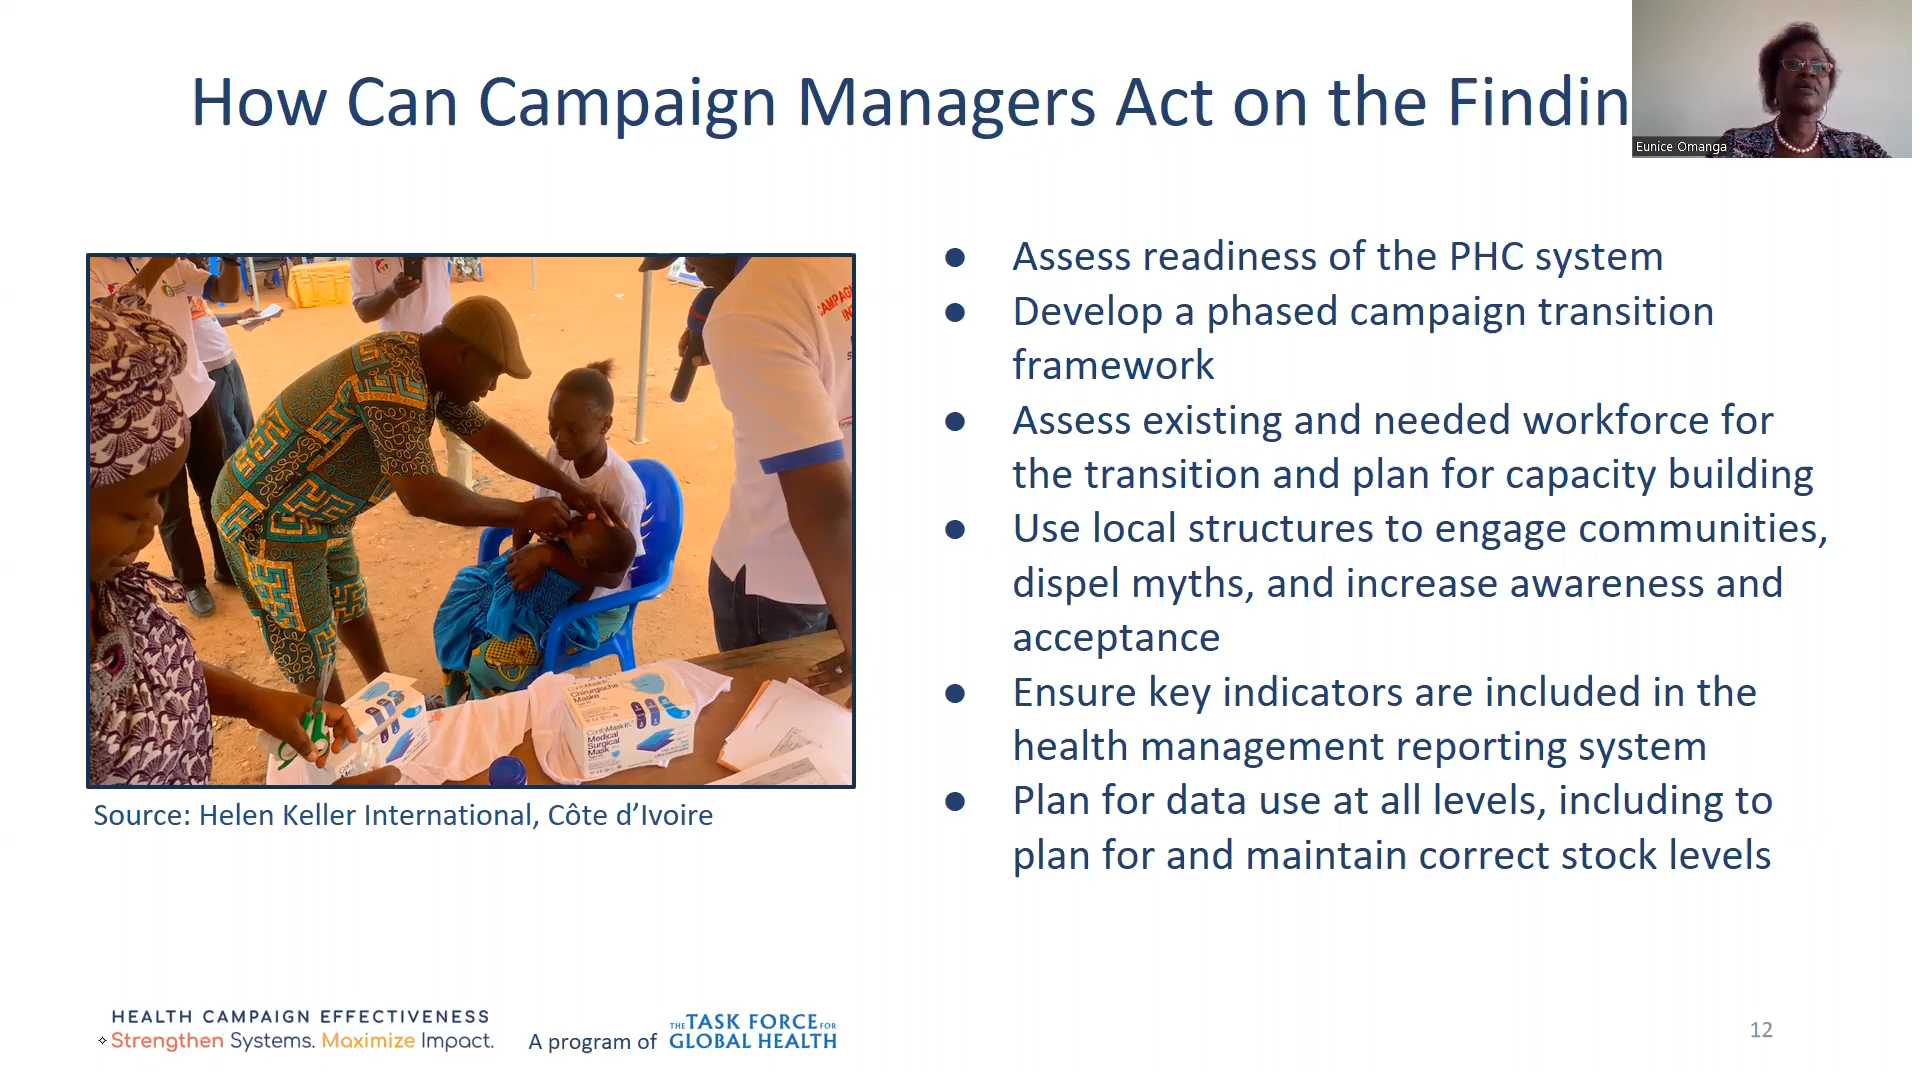 How Can Campaign Managers Act on the Findin
Eunice Omanga
● Assess readiness of the PHC system
● Develop a phased campaign transition
framework
● Assess existing and needed workforce for
the transition and plan for capacity building
● Use local structures to engage communities,
dispel myths, and increase awareness and
acceptance
● Ensure key indicators are included in the
health management reporting system
● Plan for data use at all levels, including to
plan for and maintain correct stock levels
CAMPAG
IN
Chirurgische
Maske
Medical
Surgical
Mask
Source: Helen Keller International, Côte d’Ivoire
HEALTH CAMPAIGN EFFECTIVENESS
Strengthen Systems. Maximize Impact.
A program of
THE TASK FORCE FOR
GLOBAL HEALTH
12